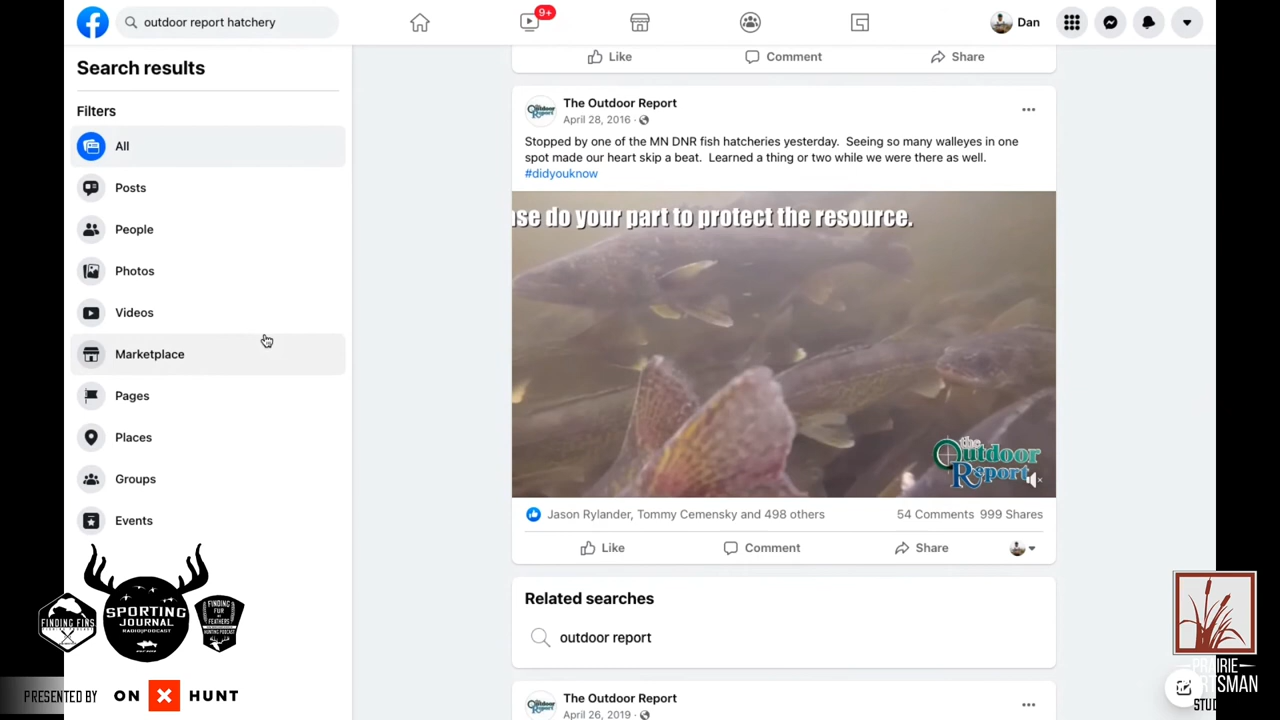 outdoor report hatchery
9+
Dan
Search results
Filters
All
Posts
People
Photos
Videos
Marketplace
Pages
Places
Groups
Events
Like Comment Share
The Outdoor Report
April 28, 2016 ·
Stopped by one of the MN DNR fish hatcheries yesterday. Seeing so many walleyes in one
spot made our heart skip a beat. Learned a thing or two while we were there as well.
#didyouknow
do your part to protect the resource.
the
Outdoor
Report
Jason Rylander, Tommy Cemensky and 498 others 54 Comments 999 Shares
Like Comment Share
Related searches
outdoor report
The Outdoor Report
April 26, 2019 ·
FINDING FINS
SPORTING
JOURNAL
RADIO|PODCAST
FINDING
FUR
FEATHERS
HUNTING PODCAST
PRESENTED BY ON X HUNT
PRAIRIE